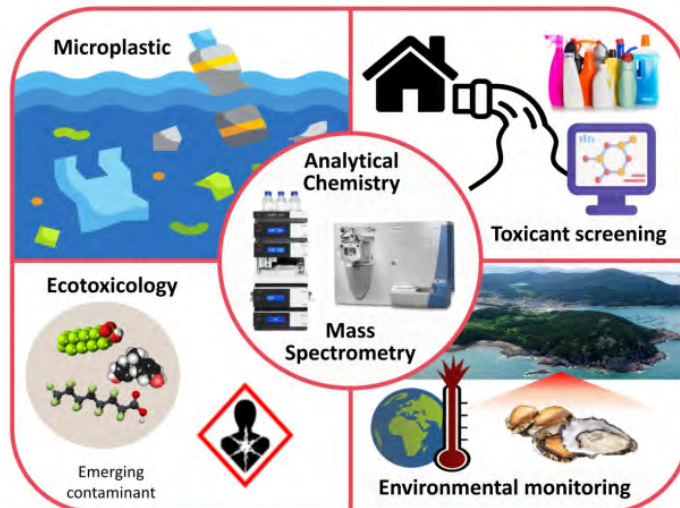 Microplastic
Toxicant screening
Analytical
Chemistry
Mass
Spectrometry
Ecotoxicology
Emerging
contaminant
Environmental monitoring